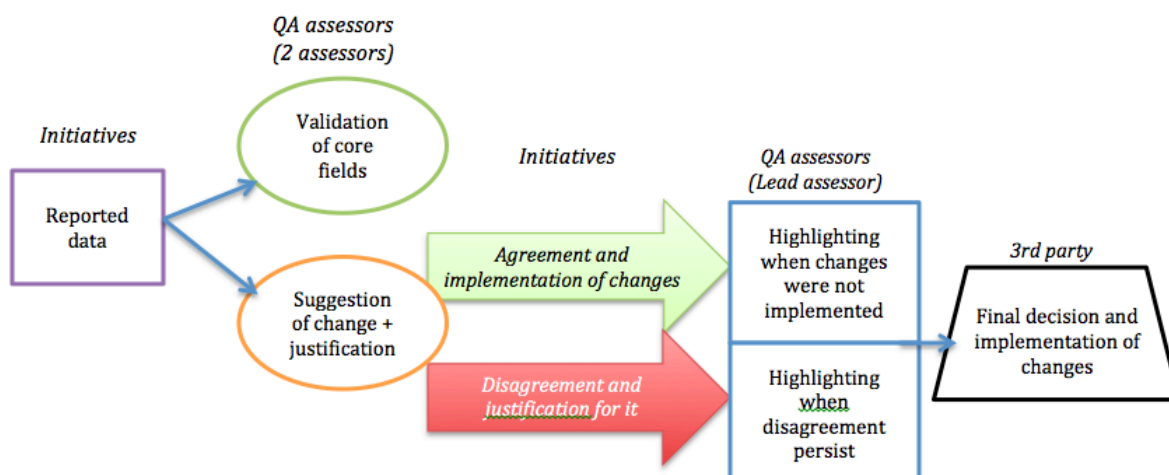 Initiatives
Reported
data
QA assessors
(2 assessors)
Validation
of core
fields
Suggestion
of change +
justification
Initiatives
Agreement and
implementation of changes
Disagreement and
justification for it
QA assessors
(Lead assessor)
Highlighting
when changes
were not
implemented
Highlighting
when
disagreement
persist
3rd party
Final decision and
implementation of
changes